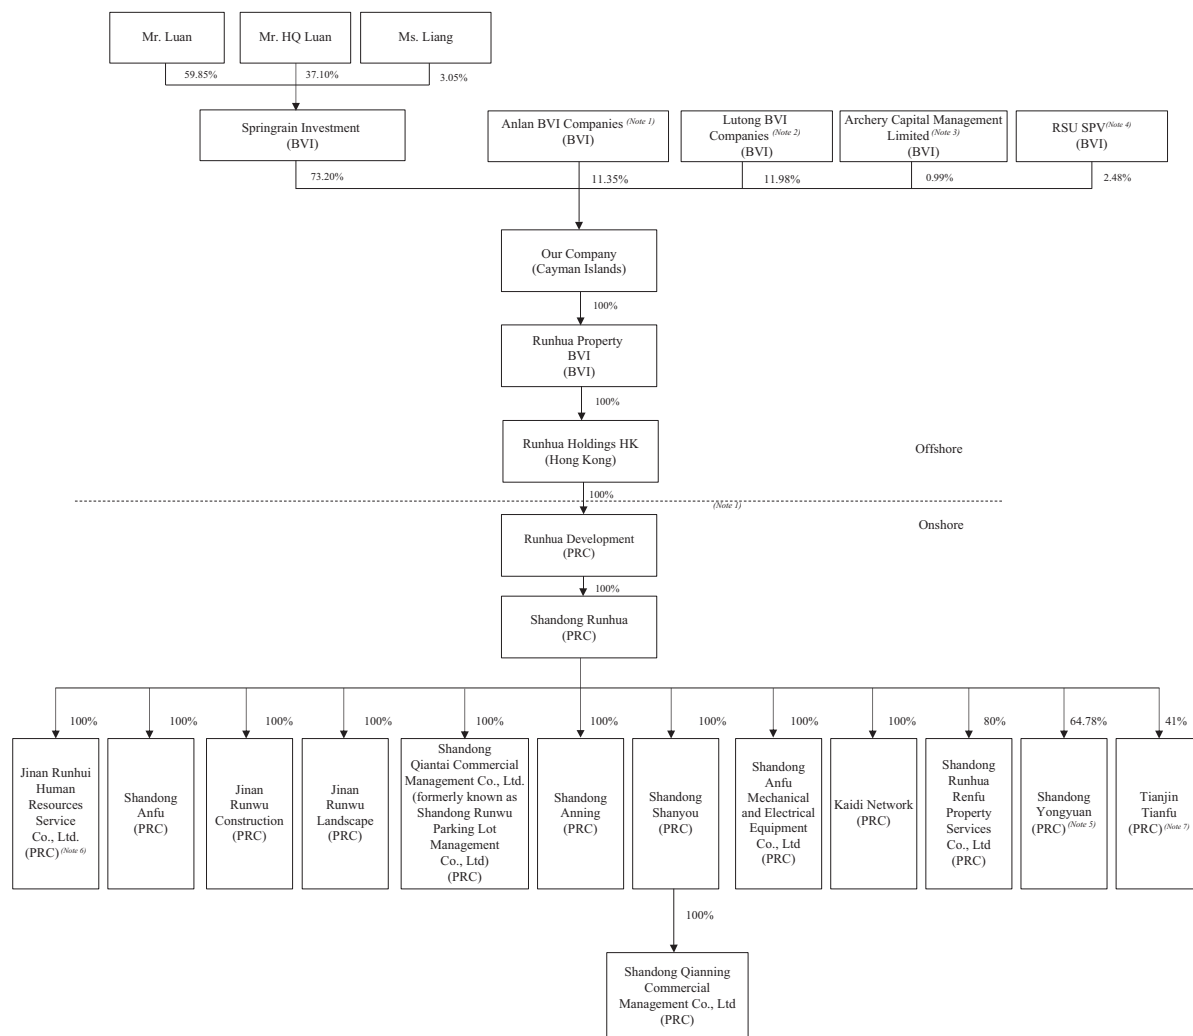 Mr. Luan
Mr. HQ Luan
Ms. Liang
59.85%
37.10%
3.05%
Springrain Investment
(BVI)
Anlan BVI Companies (Note 1)
(BVI)
Lutong BVI
Companies (Note 2)
(BVI)
Archery Capital Management
Limited (Note 3)
(BVI)
RSU SPV(Note 4)
(BVI)
73.20%
11.35%
11.98%
0.99%
2.48%
Our Company
(Cayman Islands)
100%
Runhua Property
BVI
(BVI)
100%
Runhua Holdings HK
(Hong Kong)
Offshore
100%
(Note 1)
Onshore
Runhua Development
(PRC)
100%
Shandong Runhua
(PRC)
100%
100%
100%
100%
100%
100%
100%
100%
100%
80%
64.78%
41%
Jinan Runhui
Human
Resources
Service
Co., Ltd.
(PRC) (Note 6)
Shandong
Anfu
(PRC)
Jinan
Runwu
Construction
(PRC)
Jinan
Runwu
Landscape
(PRC)
Shandong
Qiantai Commercial
Management Co., Ltd.
(formerly known as
Shandong Runwu
Parking Lot
Management
Co., Ltd)
(PRC)
Shandong
Anning
(PRC)
Shandong
Shanyou
(PRC)
Shandong
Anfu
Mechanical
and Electrical
Equipment
Co., Ltd
(PRC)
Kaidi Network
(PRC)
Shandong
Runhua
Renfu
Property
Services
Co., Ltd
(PRC)
Shandong
Yongyuan
(PRC) (Note 5)
Tianjin
Tianfu
(PRC) (Note 7)
100%
Shandong Qianning
Commercial
Management Co., Ltd
(PRC)